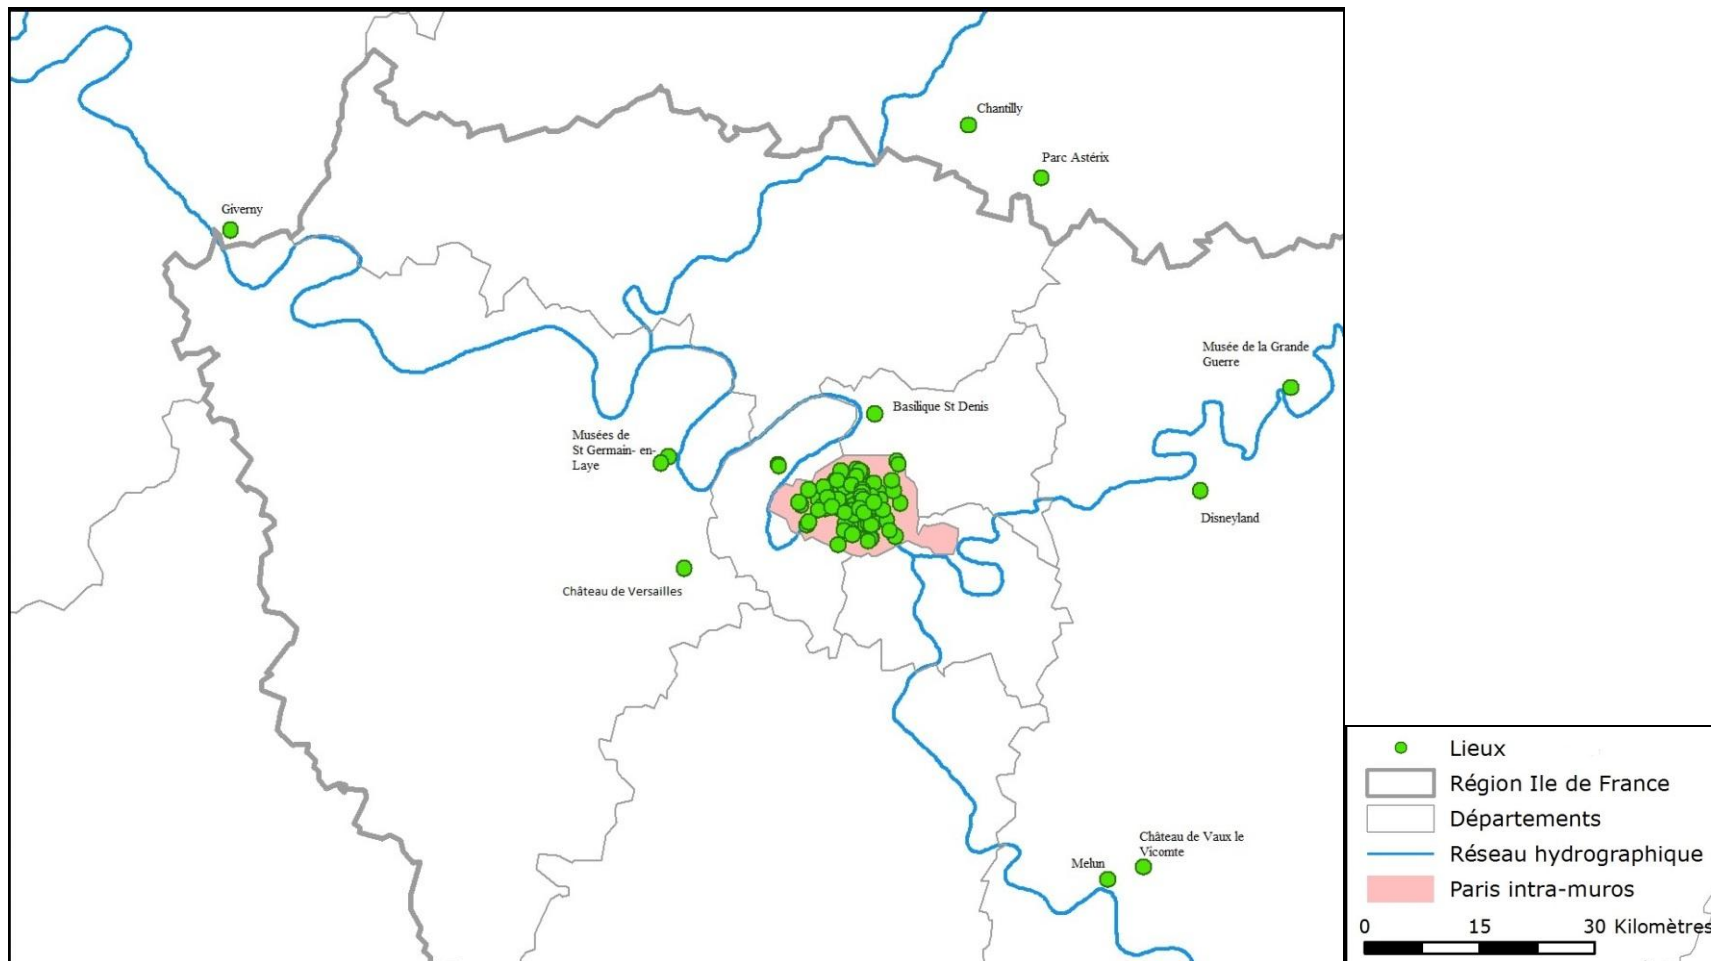 Chantilly
Parc Astérix
Giverny
Musée de la Grande
Guerre
Basilique St Denis
Musées de
St Germain- en-
Laye
Disneyland
Château de Versailles
Château de Vaux le
Vicomte
Melun
Lieux
Région Ile de France
Départements
Réseau hydrographique
Paris intra-muros
0 15 30 Kilomètres